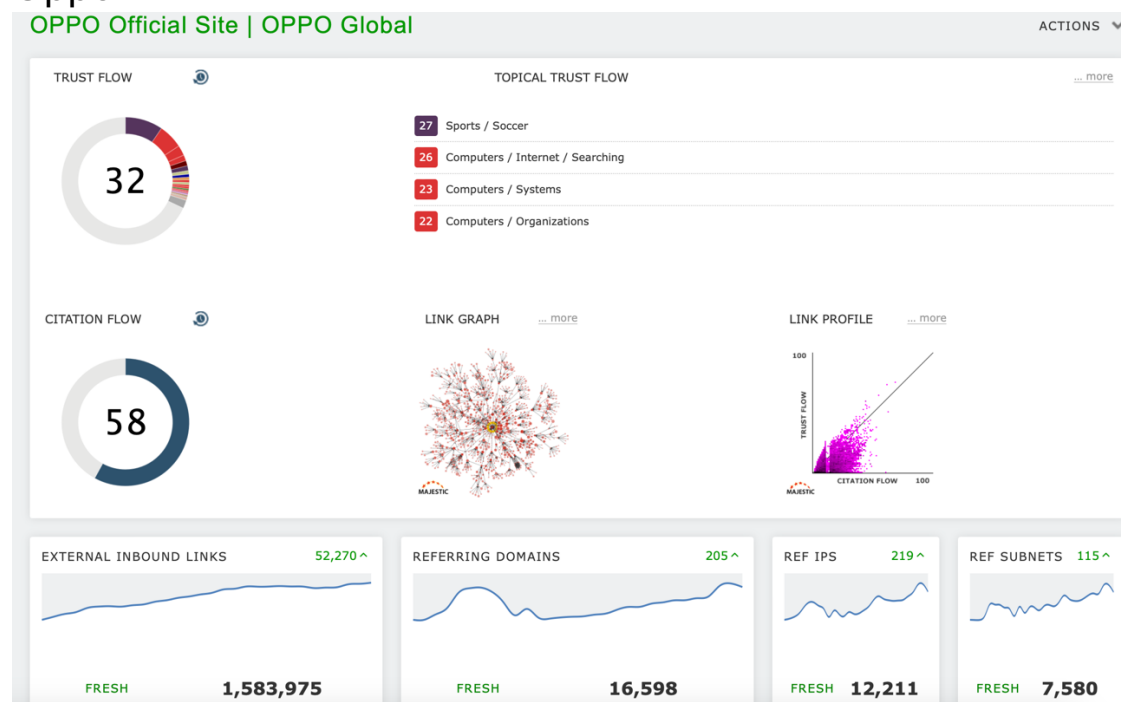 OPPO Official Site | OPPO Global
ACTIONS
TRUST FLOW
TOPICAL TRUST FLOW
... more
32
27 Sports / Soccer
26 Computers / Internet / Searching
23 Computers / Systems
22 Computers / Organizations
CITATION FLOW
LINK GRAPH
... more
LINK PROFILE
... more
58
MAJESTIC
100
TRUST FLOW
CITATION FLOW
100
MAJESTIC
EXTERNAL INBOUND LINKS 52,270
REFERRING DOMAINS 205
REF IPS 219
REF SUBNETS 115
FRESH 1,583,975
FRESH 16,598
FRESH 12,211
FRESH 7,580